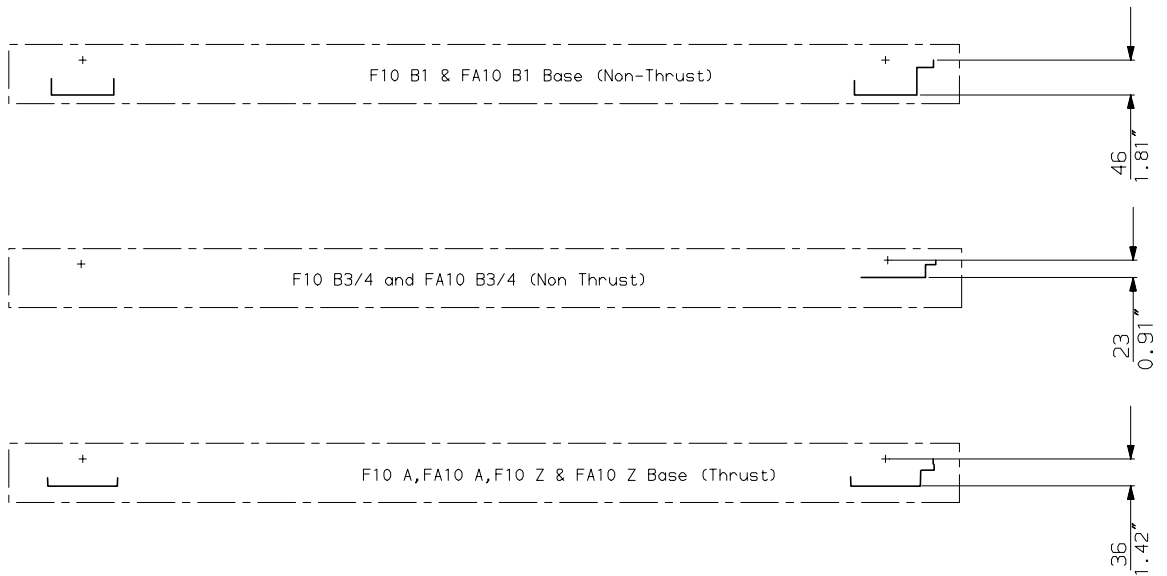 F10 B1 & FA10 B1 Base (Non-Thrust)
46
1.81"
F10 B3/4 and FA10 B3/4 (Non Thrust)
23
0.91"
F10 A,FA10 A,F10 Z & FA10 Z Base (Thrust)
36
1.42"